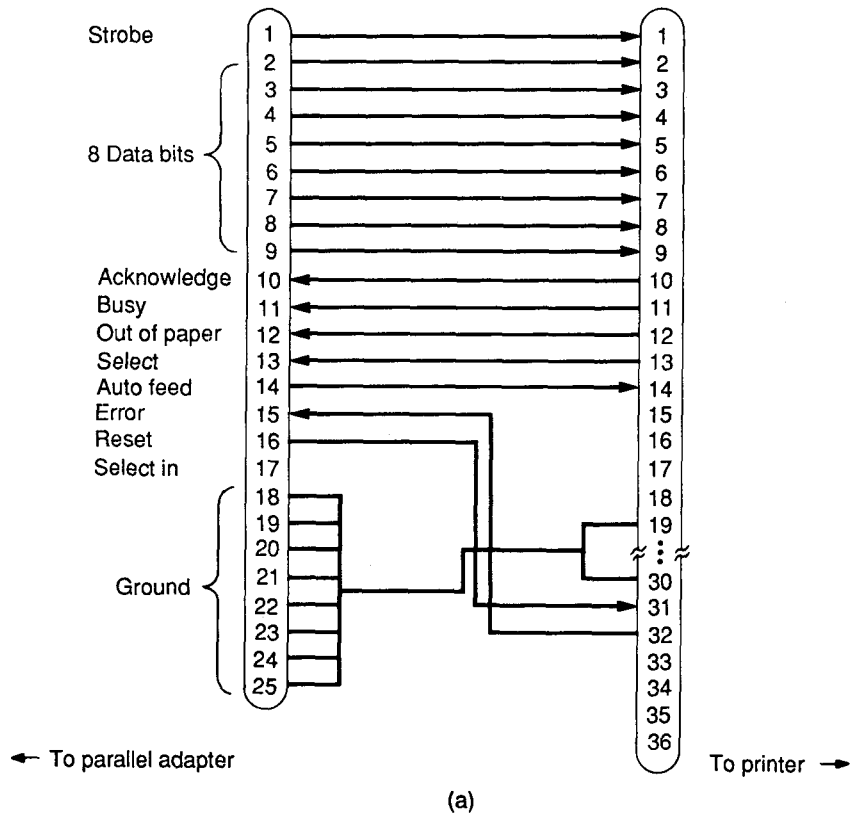 Strobe 1 1
2 2
3 3
4 4
8 Data bits 5 5
6 6
7 7
8 8
9 9
Acknowledge 10 10
Busy 11 11
Out of paper 12 12
Select 13 13
Auto feed 14 14
Error 15 15
Reset 16 16
Select in 17 17
18 18
19 19
20
21 30
Ground 22 31
23 32
24 33
25 34
35
36
To parallel adapter To printer
(a)